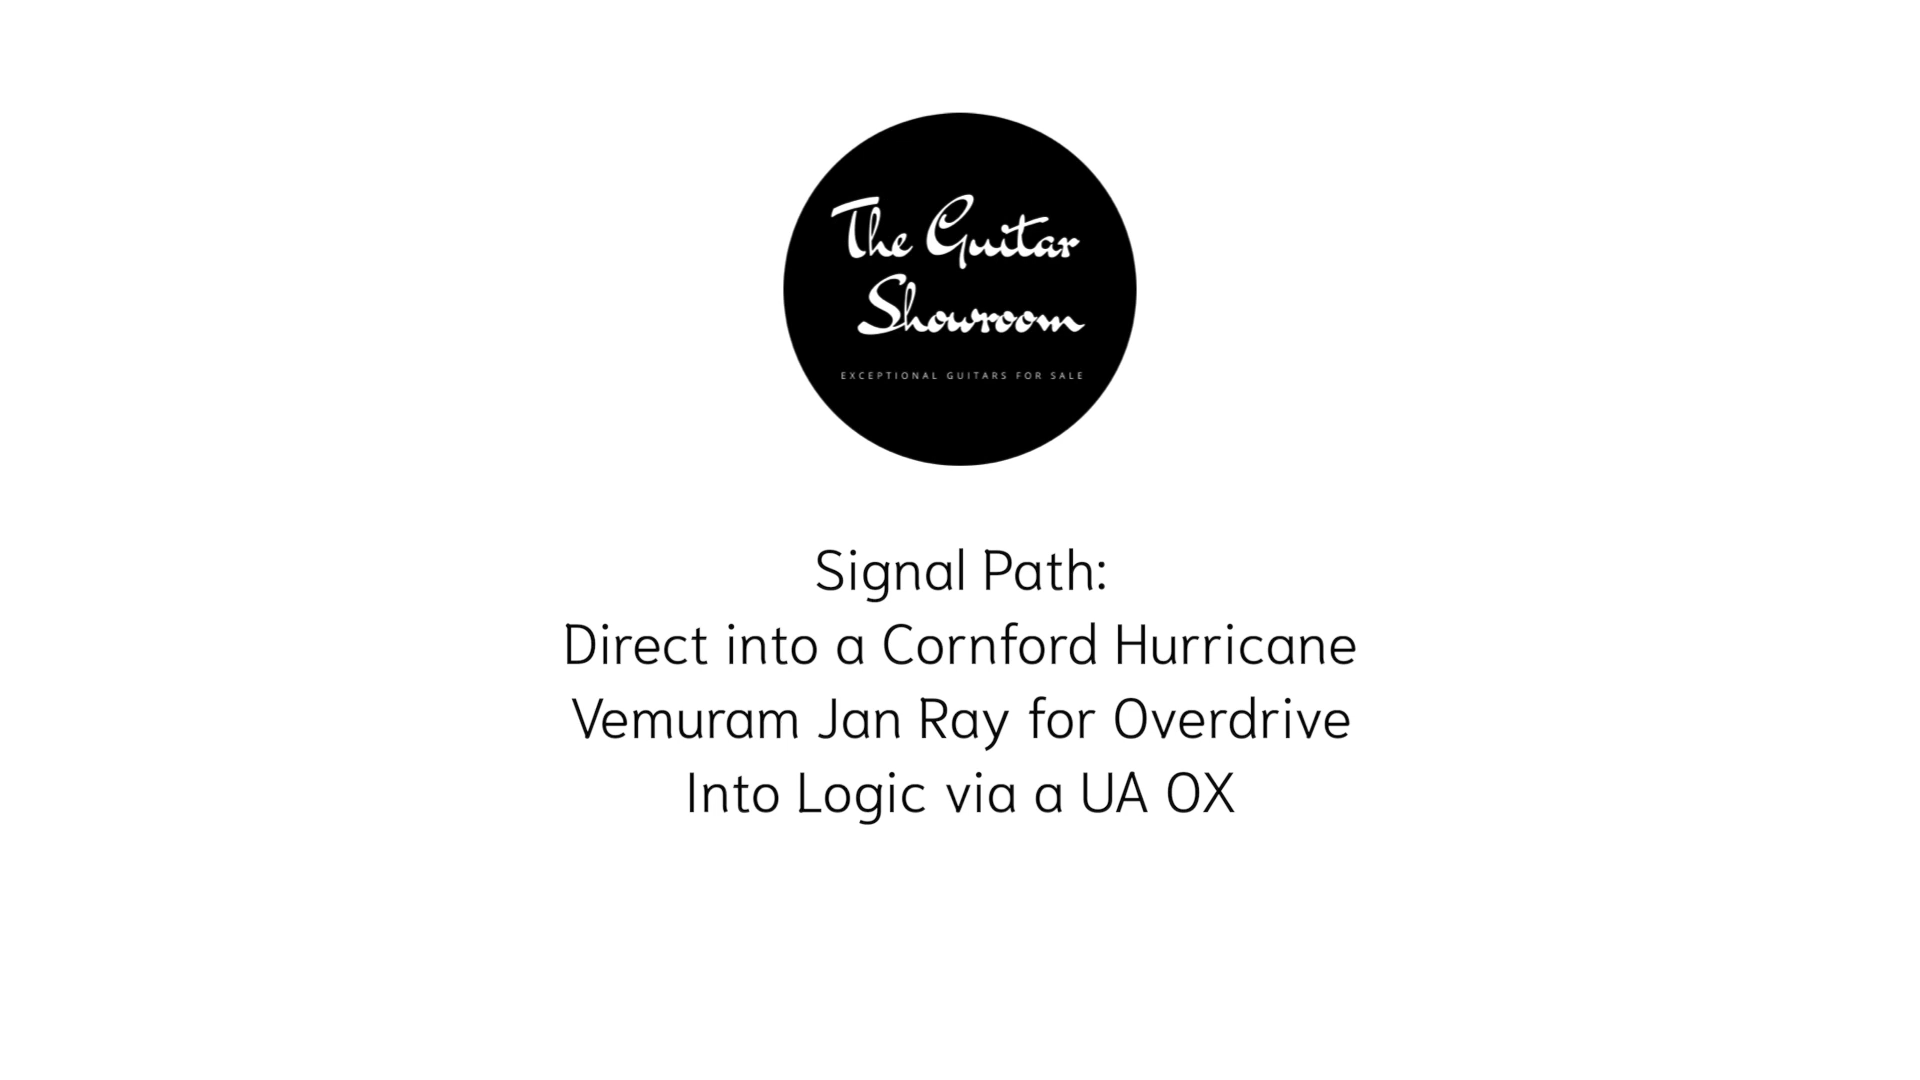 The Guitar
Showroom
EXCEPTIONAL GUITARS FOR SALE
Signal Path:
Direct into a Cornford Hurricane
Vemuram Jan Ray for Overdrive
Into Logic via a UA OX